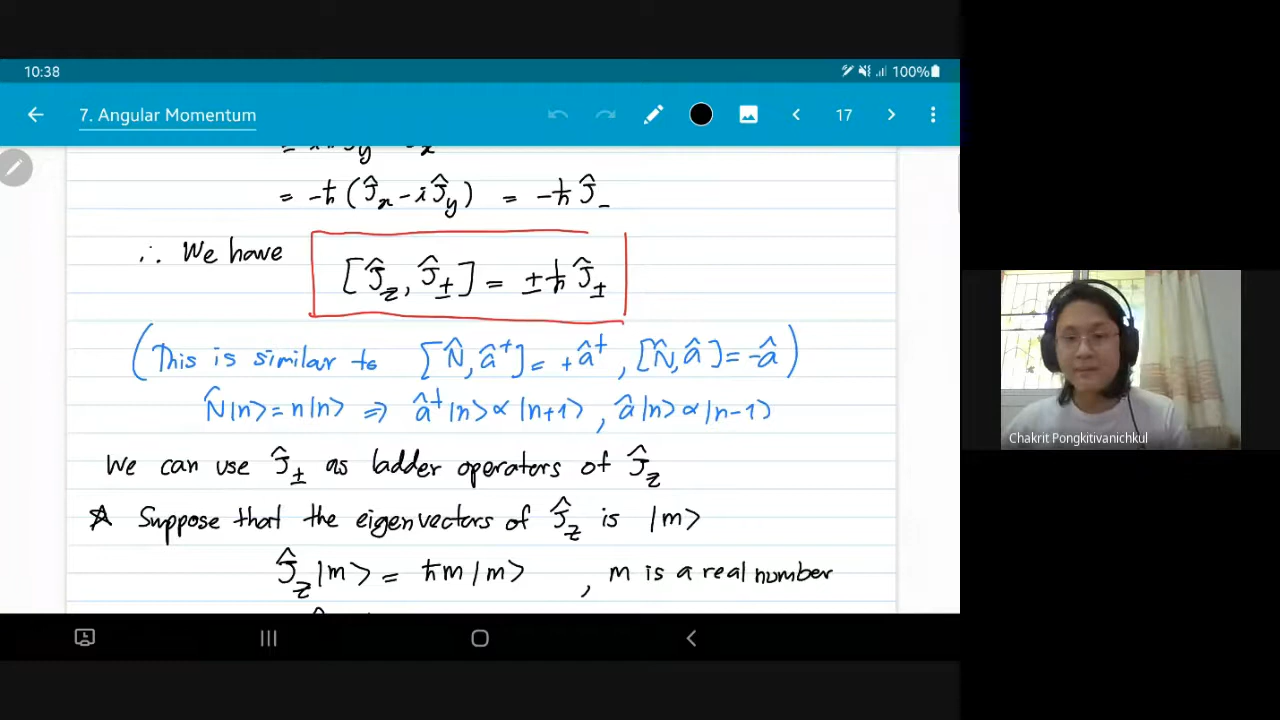 10:38
100%
7. Angular Momentum
17
= -ħ (Ĵx - iĴy) = -ħ Ĵ-
∴ We have [Ĵz, Ĵ±] = ±ħ Ĵ±
(This is similar to [N̂, â†] = +â†, [N̂, â] = -â)
N̂|n> = n|n> ⇒ â†|n> ∝ |n+1>, â|n> ∝ |n-1>
We can use Ĵ± as ladder operators of Ĵz
☆ Suppose that the eigenvectors of Ĵz is |m>
Ĵz|m> = ħm|m> , m is a real number
Chakrit Pongkitivanichkul